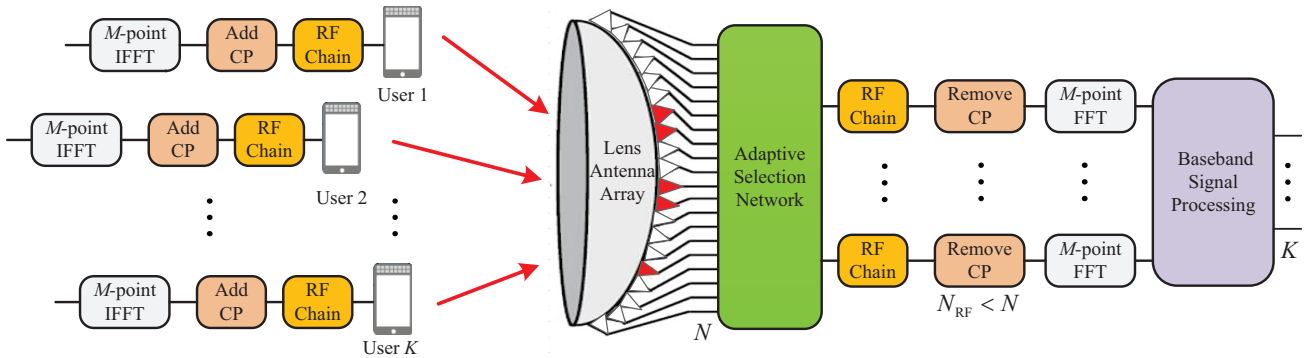 M-point
IFFT
Add
CP
RF
Chain
User 1
M-point
IFFT
Add
CP
RF
Chain
User 2
M-point
IFFT
Add
CP
RF
Chain
User K
Lens
Antenna
Array
N
Adaptive
Selection
Network
RF
Chain
Remove
CP
M-point
FFT
RF
Chain
Remove
CP
M-point
FFT
N_RF < N
Baseband
Signal
Processing
K